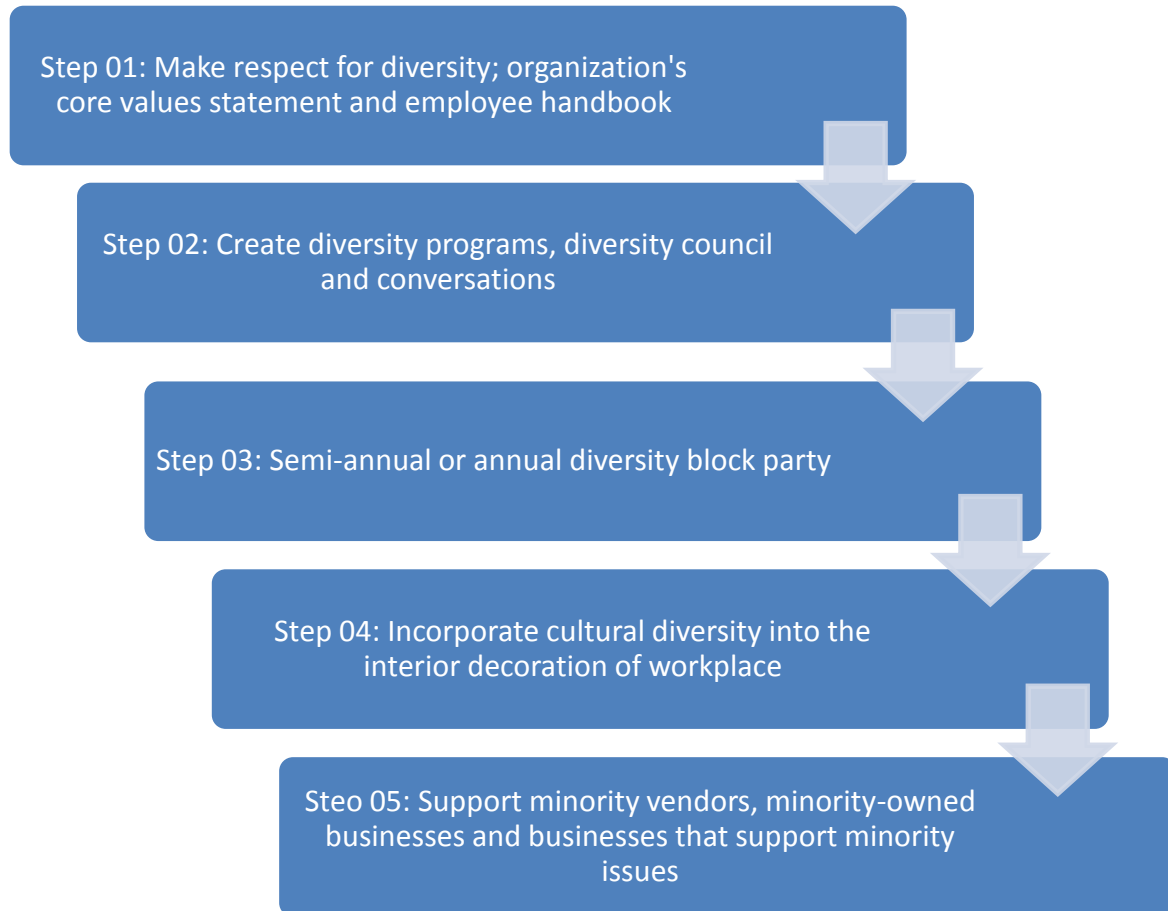 Step 01: Make respect for diversity; organization's
core values statement and employee handbook
Step 02: Create diversity programs, diversity council
and conversations
Step 03: Semi-annual or annual diversity block party
Step 04: Incorporate cultural diversity into the
interior decoration of workplace
Steo 05: Support minority vendors, minority-owned
businesses and businesses that support minority
issues